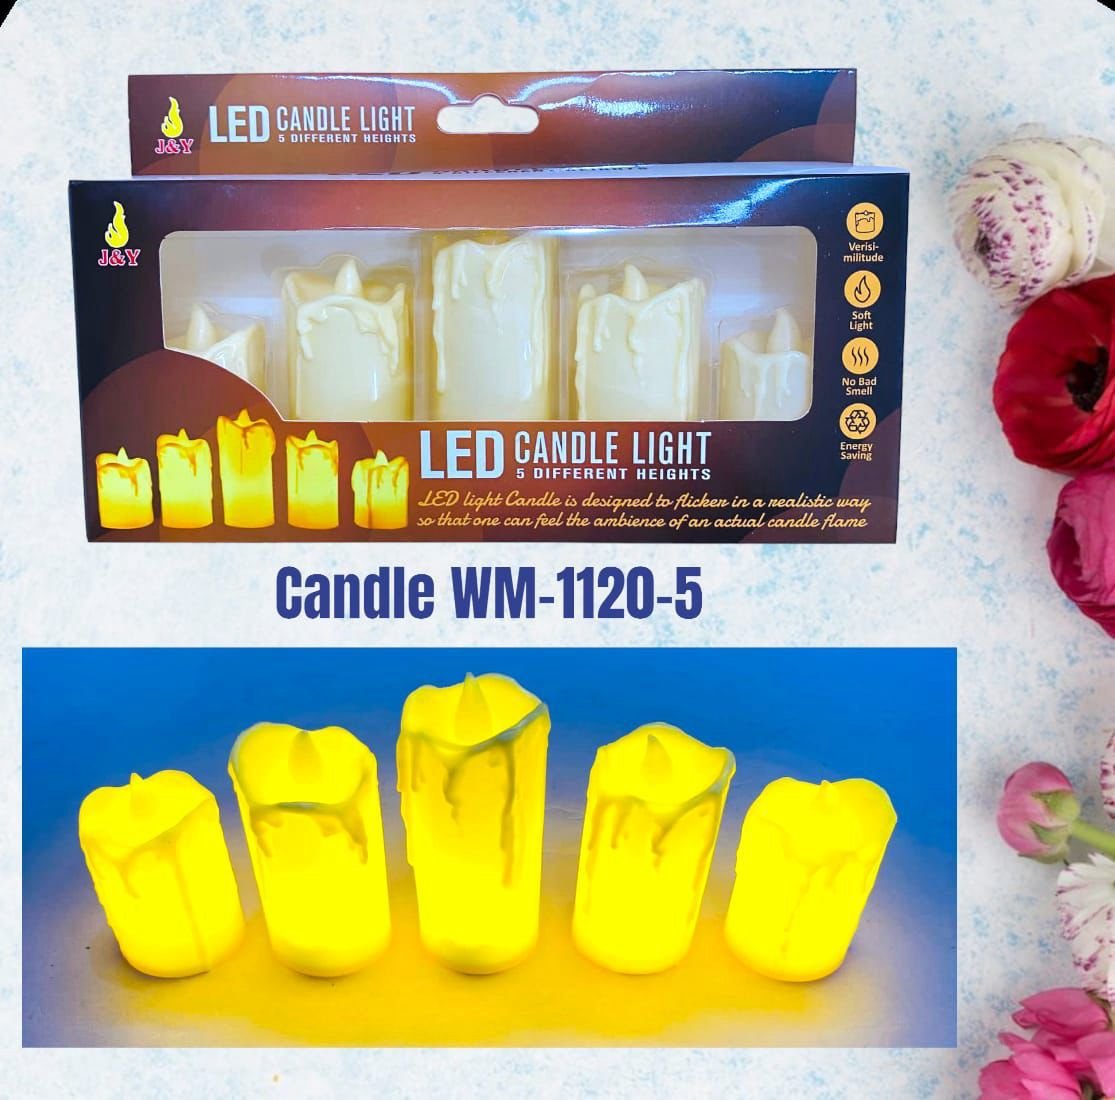 J&Y
LED CANDLE LIGHT
5 DIFFERENT HEIGHTS
J&Y
Verisi-
militude
Soft
Light
No Bad
Smell
Energy
Saving
LED CANDLE LIGHT
5 DIFFERENT HEIGHTS
LED light Candle is designed to flicker in a realistic way
so that one can feel the ambience of an actual candle flame
Candle WM-1120-5